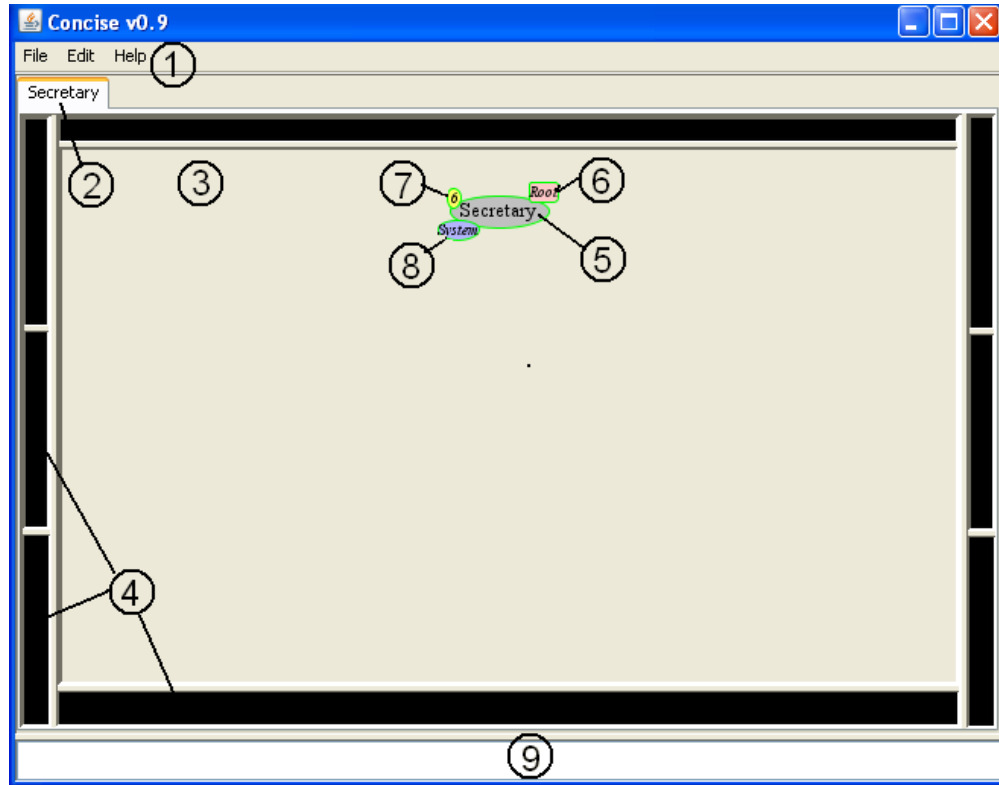 Concise v0.9
File Edit Help 1
Secretary
2 3 7 6 Root 6
Secretary
System 8 5
4
9